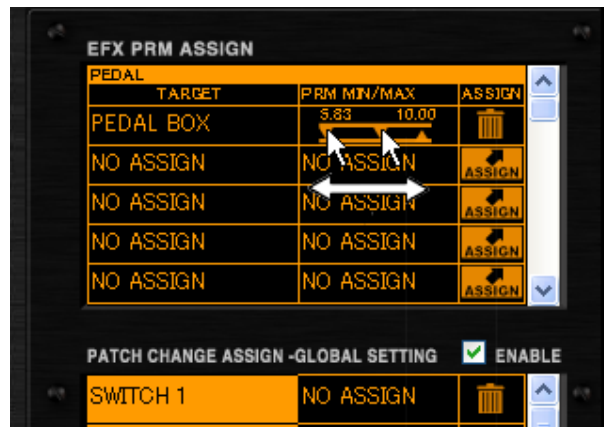 EFX PRM ASSIGN
PEDAL
TARGET PRM MIN/MAX ASSIGN
PEDAL BOX 5.83 10.00
NO ASSIGN NO ASSIGN ASSIGN
NO ASSIGN NO ASSIGN ASSIGN
NO ASSIGN NO ASSIGN ASSIGN
NO ASSIGN NO ASSIGN ASSIGN
PATCH CHANGE ASSIGN -GLOBAL SETTING ENABLE
SWITCH 1 NO ASSIGN